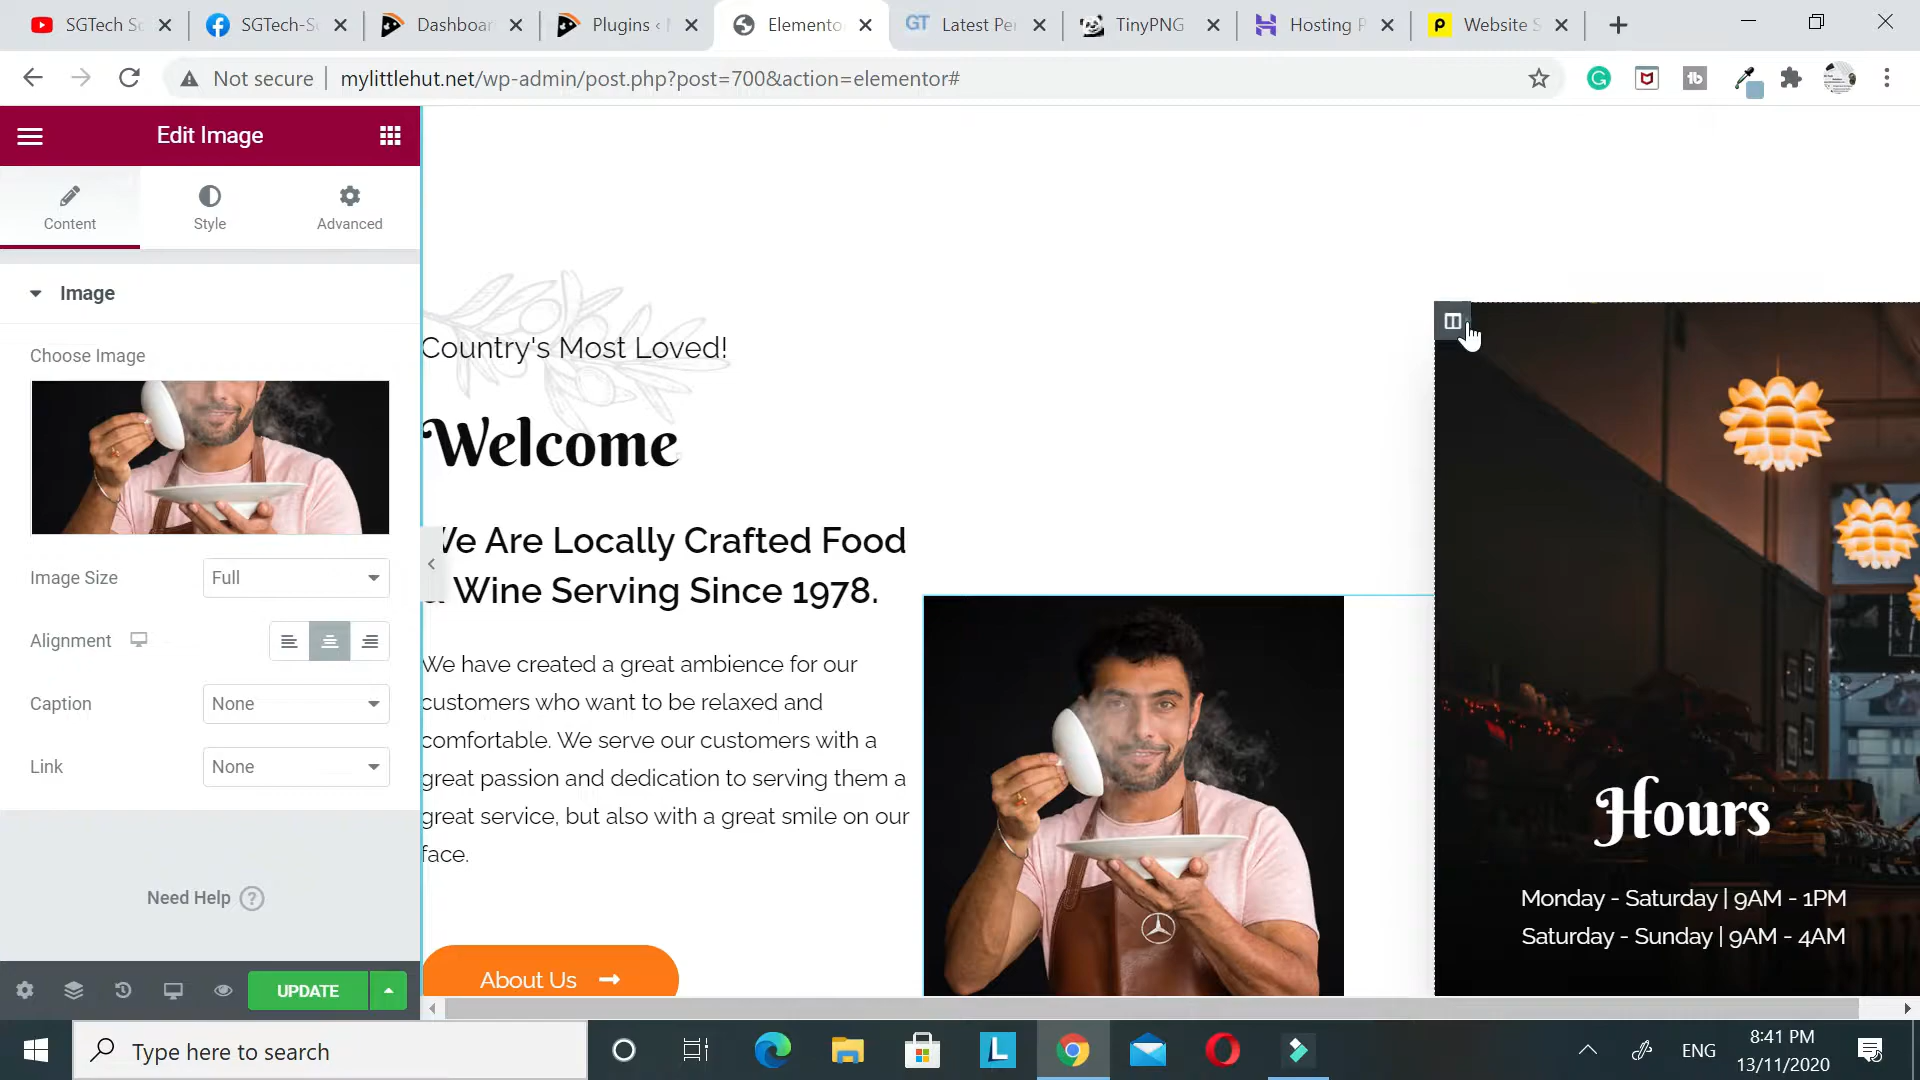 SGTech Sc
SGTech-Sc
Dashboar
Plugins ‹ M
Elemento
Latest Per
TinyPNG
Hosting P
Website S
Not secure
mylittlehut.net/wp-admin/post.php?post=700&action=elementor#
Edit Image
Content
Style
Advanced
Image
Choose Image
Image Size
Full
Alignment
Caption
None
Link
None
Need Help ?
UPDATE
Country's Most Loved!
Welcome
We Are Locally Crafted Food
& Wine Serving Since 1978.
We have created a great ambience for our
customers who want to be relaxed and
comfortable. We serve our customers with a
great passion and dedication to serving them a
great service, but also with a great smile on our
face.
About Us
Hours
Monday - Saturday | 9AM - 1PM
Saturday - Sunday | 9AM - 4AM
Type here to search
ENG
8:41 PM
13/11/2020